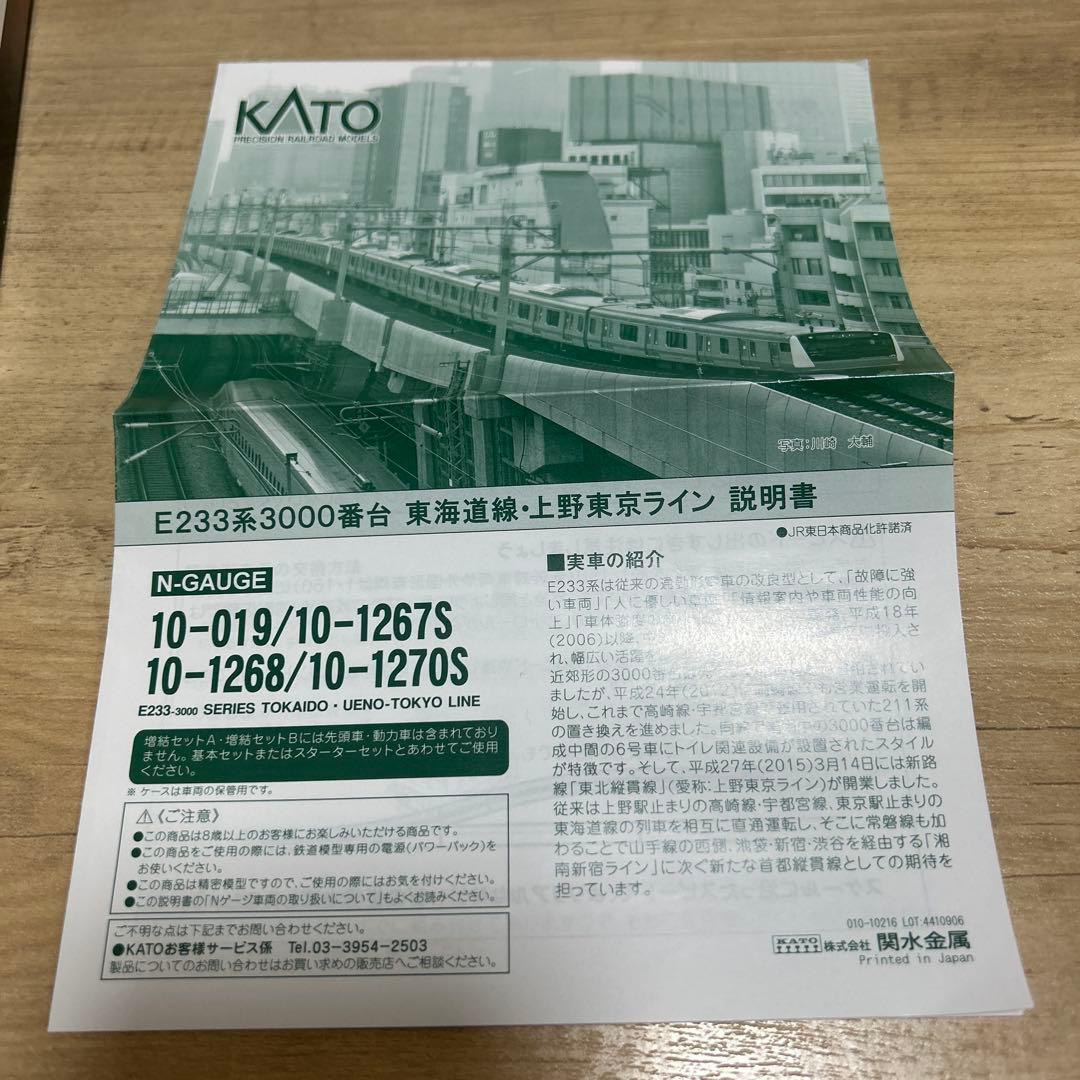 KATO
PRECISION RAILROAD MODELS
写真:川崎 大輔
E233系3000番台 東海道線・上野東京ライン 説明書
●JR東日本商品化許諾済
N-GAUGE
10-019/10-1267S
10-1268/10-1270S
E233-3000 SERIES TOKAIDO・UENO-TOKYO LINE
増結セットA・増結セットBには先頭車・動力車は含まれており
ません。基本セットまたはスターターセットとあわせてご使用
ください。
※ ケースは車両の保管用です。
⚠《ご注意》
●この商品は8歳以上のお客様にお楽しみいただける商品です。
●この商品をご使用の際には、鉄道模型専用の電源(パワーパック)を
お使いください。
●この商品は精密模型ですので、ご使用の際にはお気を付けください。
●この説明書の「Nゲージ車両の取り扱いについて」もよくお読みください。
ご不明な点は下記までお問い合わせください。
●KATOお客様サービス係 Tel.03-3954-2503
製品についてのお問い合わせはお買い求めの販売店へご相談ください。
■実車の紹介
E233系は従来の通勤形電車の改良型として、「故障に強
い車両」「人に優しい車両」「情報案内や車両性能の向
上」「車体強度の 平成18年
(2006)以降、 投入さ
れ、幅広い活躍を
近郊形の3000番台は 用されてい
ましたが、平成24年(2012) 営業運転を開
始し、これまで高崎線・宇都宮線で運用されていた211系
の置き換えを進めました。 の3000番台は編
成中間の6号車にトイレ関連設備が設置されたスタイル
が特徴です。そして、平成27年(2015)3月14日には新路
線「東北縦貫線」(愛称:上野東京ライン)が開業しました。
従来は上野駅止まりの高崎線・宇都宮線、東京駅止まりの
東海道線の列車を相互に直通運転し、そこに常磐線も加
わることで山手線の西側、池袋・新宿・渋谷を経由する「湘
南新宿ライン」に次ぐ新たな首都縦貫線としての期待を
担っています。
010-10216 LOT:4410906
KATO 株式会社 関水金属
Printed in Japan